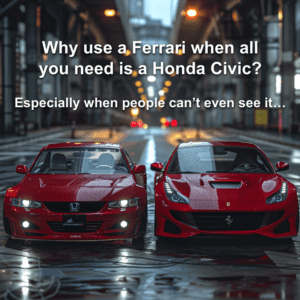 Why use a Ferrari when all
you need is a Honda Civic?
Especially when people can't even see it...